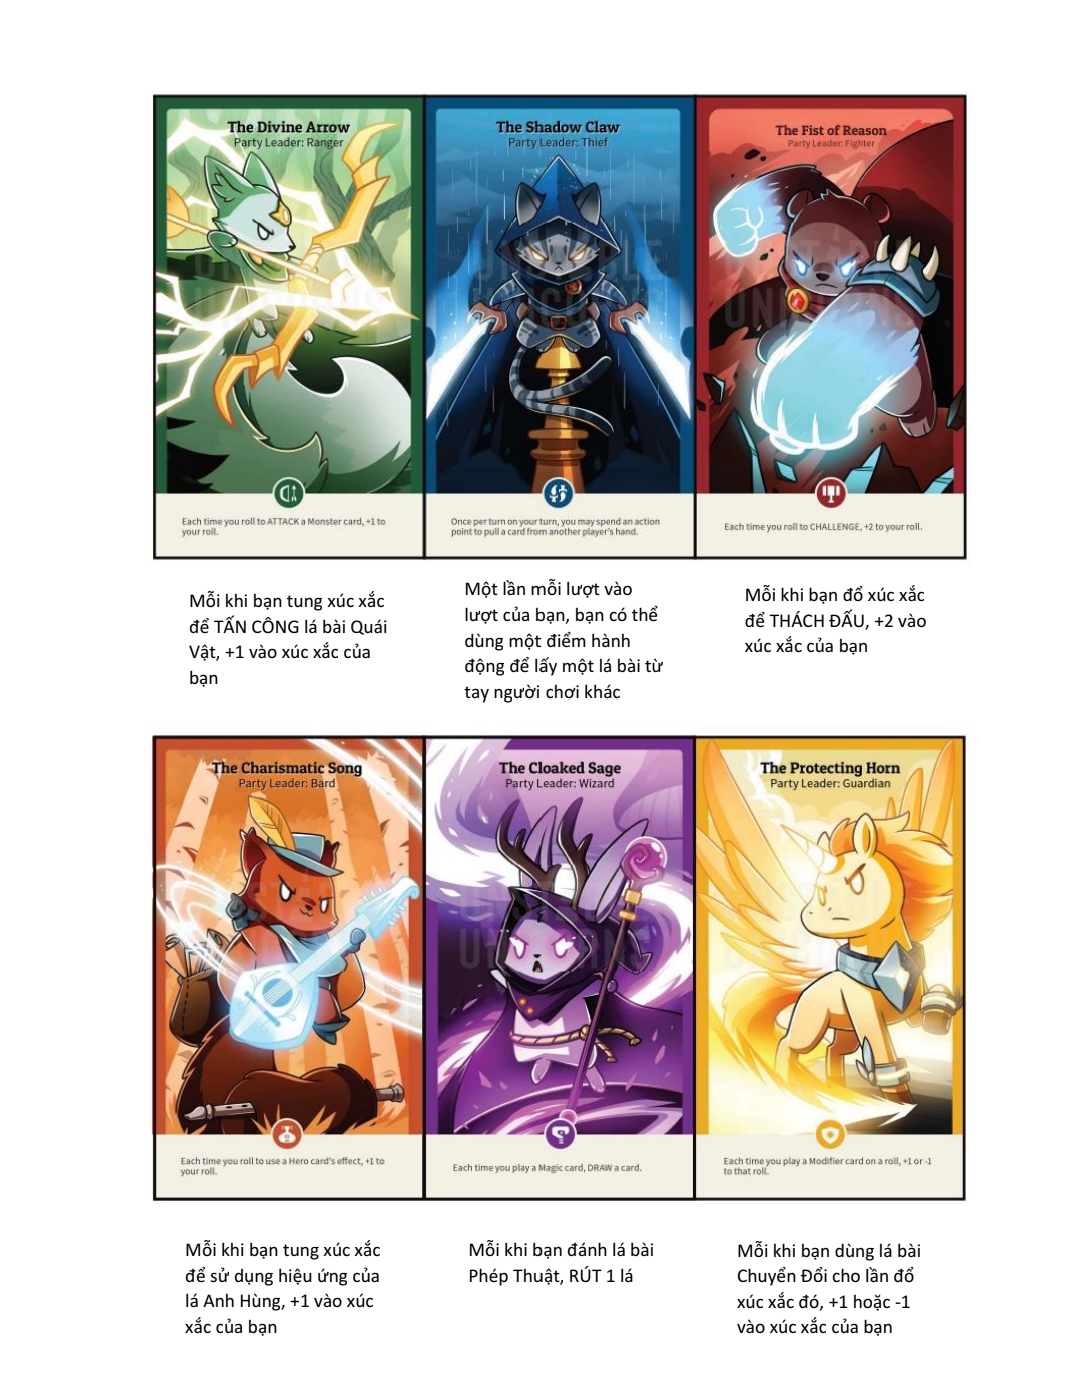 The Divine Arrow
Party Leader: Ranger
The Shadow Claw
Party Leader: Thief
The Fist of Reason
Party Leader: Fighter
UNSTABLE
UNICORNS
Each time you roll to ATTACK a Monster card, +1 to
your roll.
Once per turn on your turn, you may spend an action
point to pull a card from another player's hand.
Each time you roll to CHALLENGE, +2 to your roll.
Mỗi khi bạn tung xúc xắc
để TẤN CÔNG lá bài Quái
Vật, +1 vào xúc xắc của
bạn
Một lần mỗi lượt vào
lượt của bạn, bạn có thể
dùng một điểm hành
động để lấy một lá bài từ
tay người chơi khác
Mỗi khi bạn đổ xúc xắc
để THÁCH ĐẤU, +2 vào
xúc xắc của bạn
The Charismatic Song
Party Leader: Bard
The Cloaked Sage
Party Leader: Wizard
The Protecting Horn
Party Leader: Guardian
UNSTABLE
UNICORNS
Each time you roll to use a Hero card's effect, +1 to
your roll.
Each time you play a Magic card, DRAW a card.
Each time you play a Modifier card on a roll, +1 or -1
to that roll.
Mỗi khi bạn tung xúc xắc
để sử dụng hiệu ứng của
lá Anh Hùng, +1 vào xúc
xắc của bạn
Mỗi khi bạn đánh lá bài
Phép Thuật, RÚT 1 lá
Mỗi khi bạn dùng lá bài
Chuyển Đổi cho lần đổ
xúc xắc đó, +1 hoặc -1
vào xúc xắc của bạn